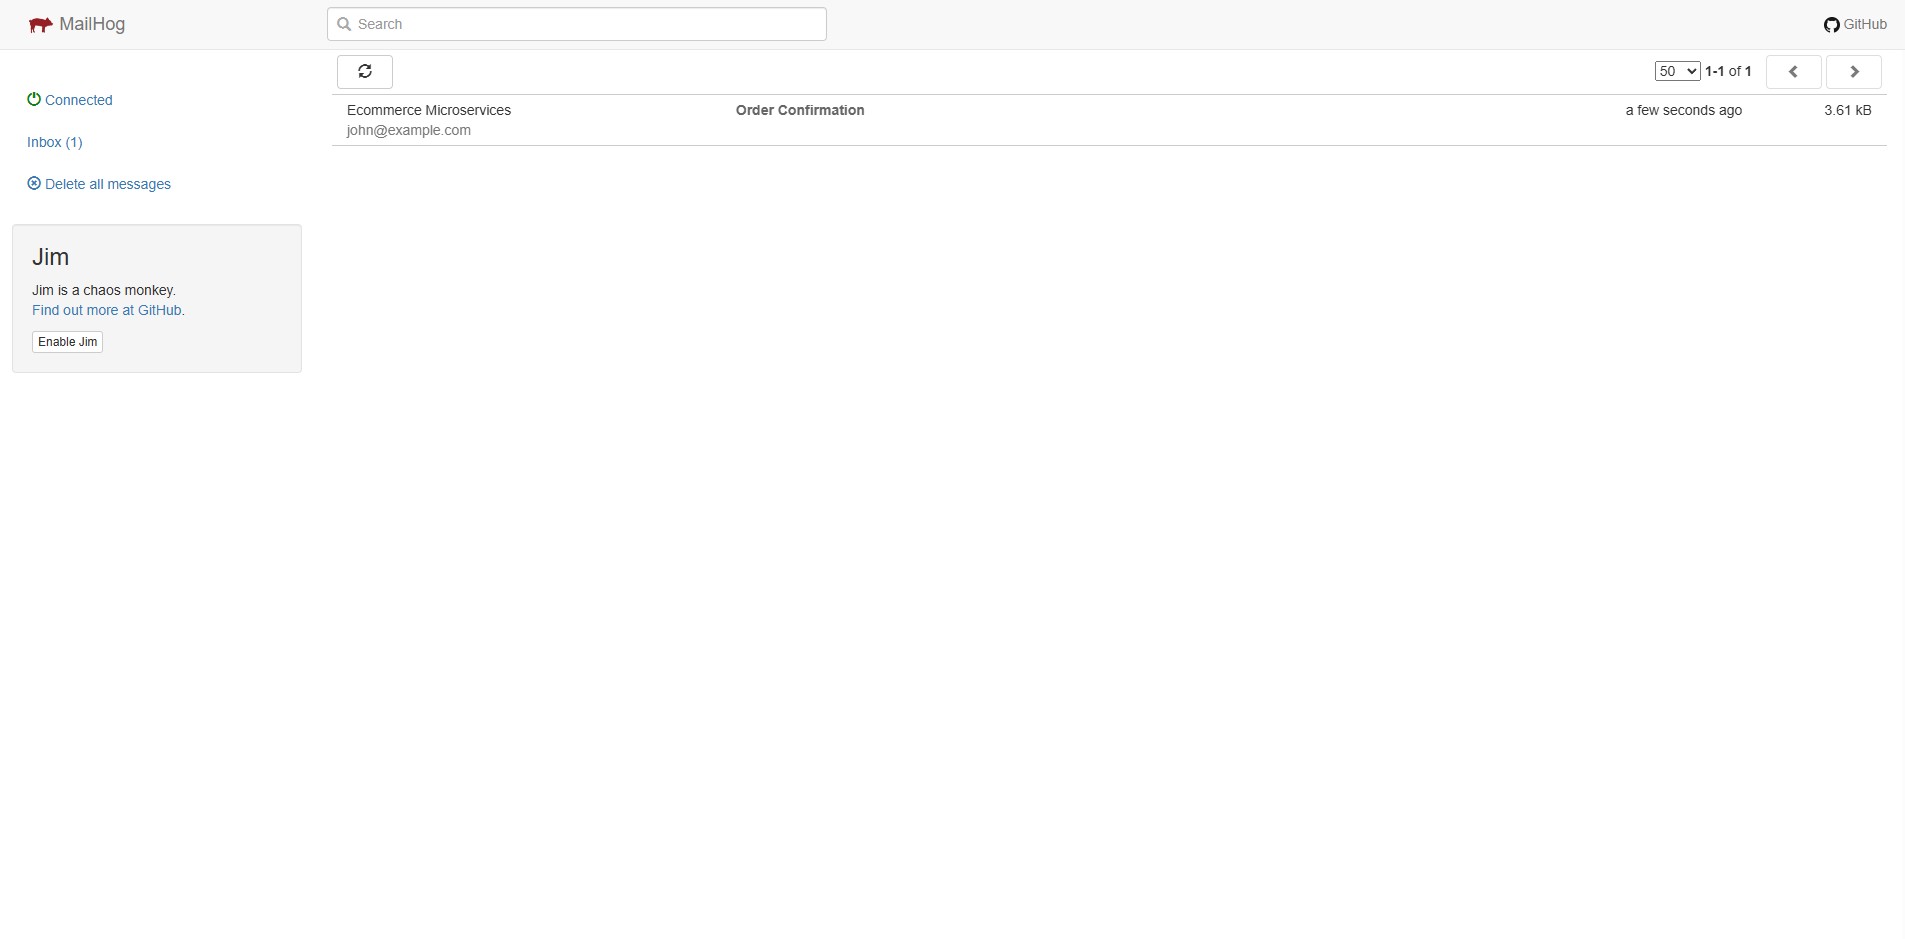 MailHog
Search
GitHub
50 1-1 of 1
Connected
Inbox (1)
Delete all messages
Ecommerce Microservices Order Confirmation a few seconds ago 3.61 kB
john@example.com
Jim
Jim is a chaos monkey.
Find out more at GitHub.
Enable Jim